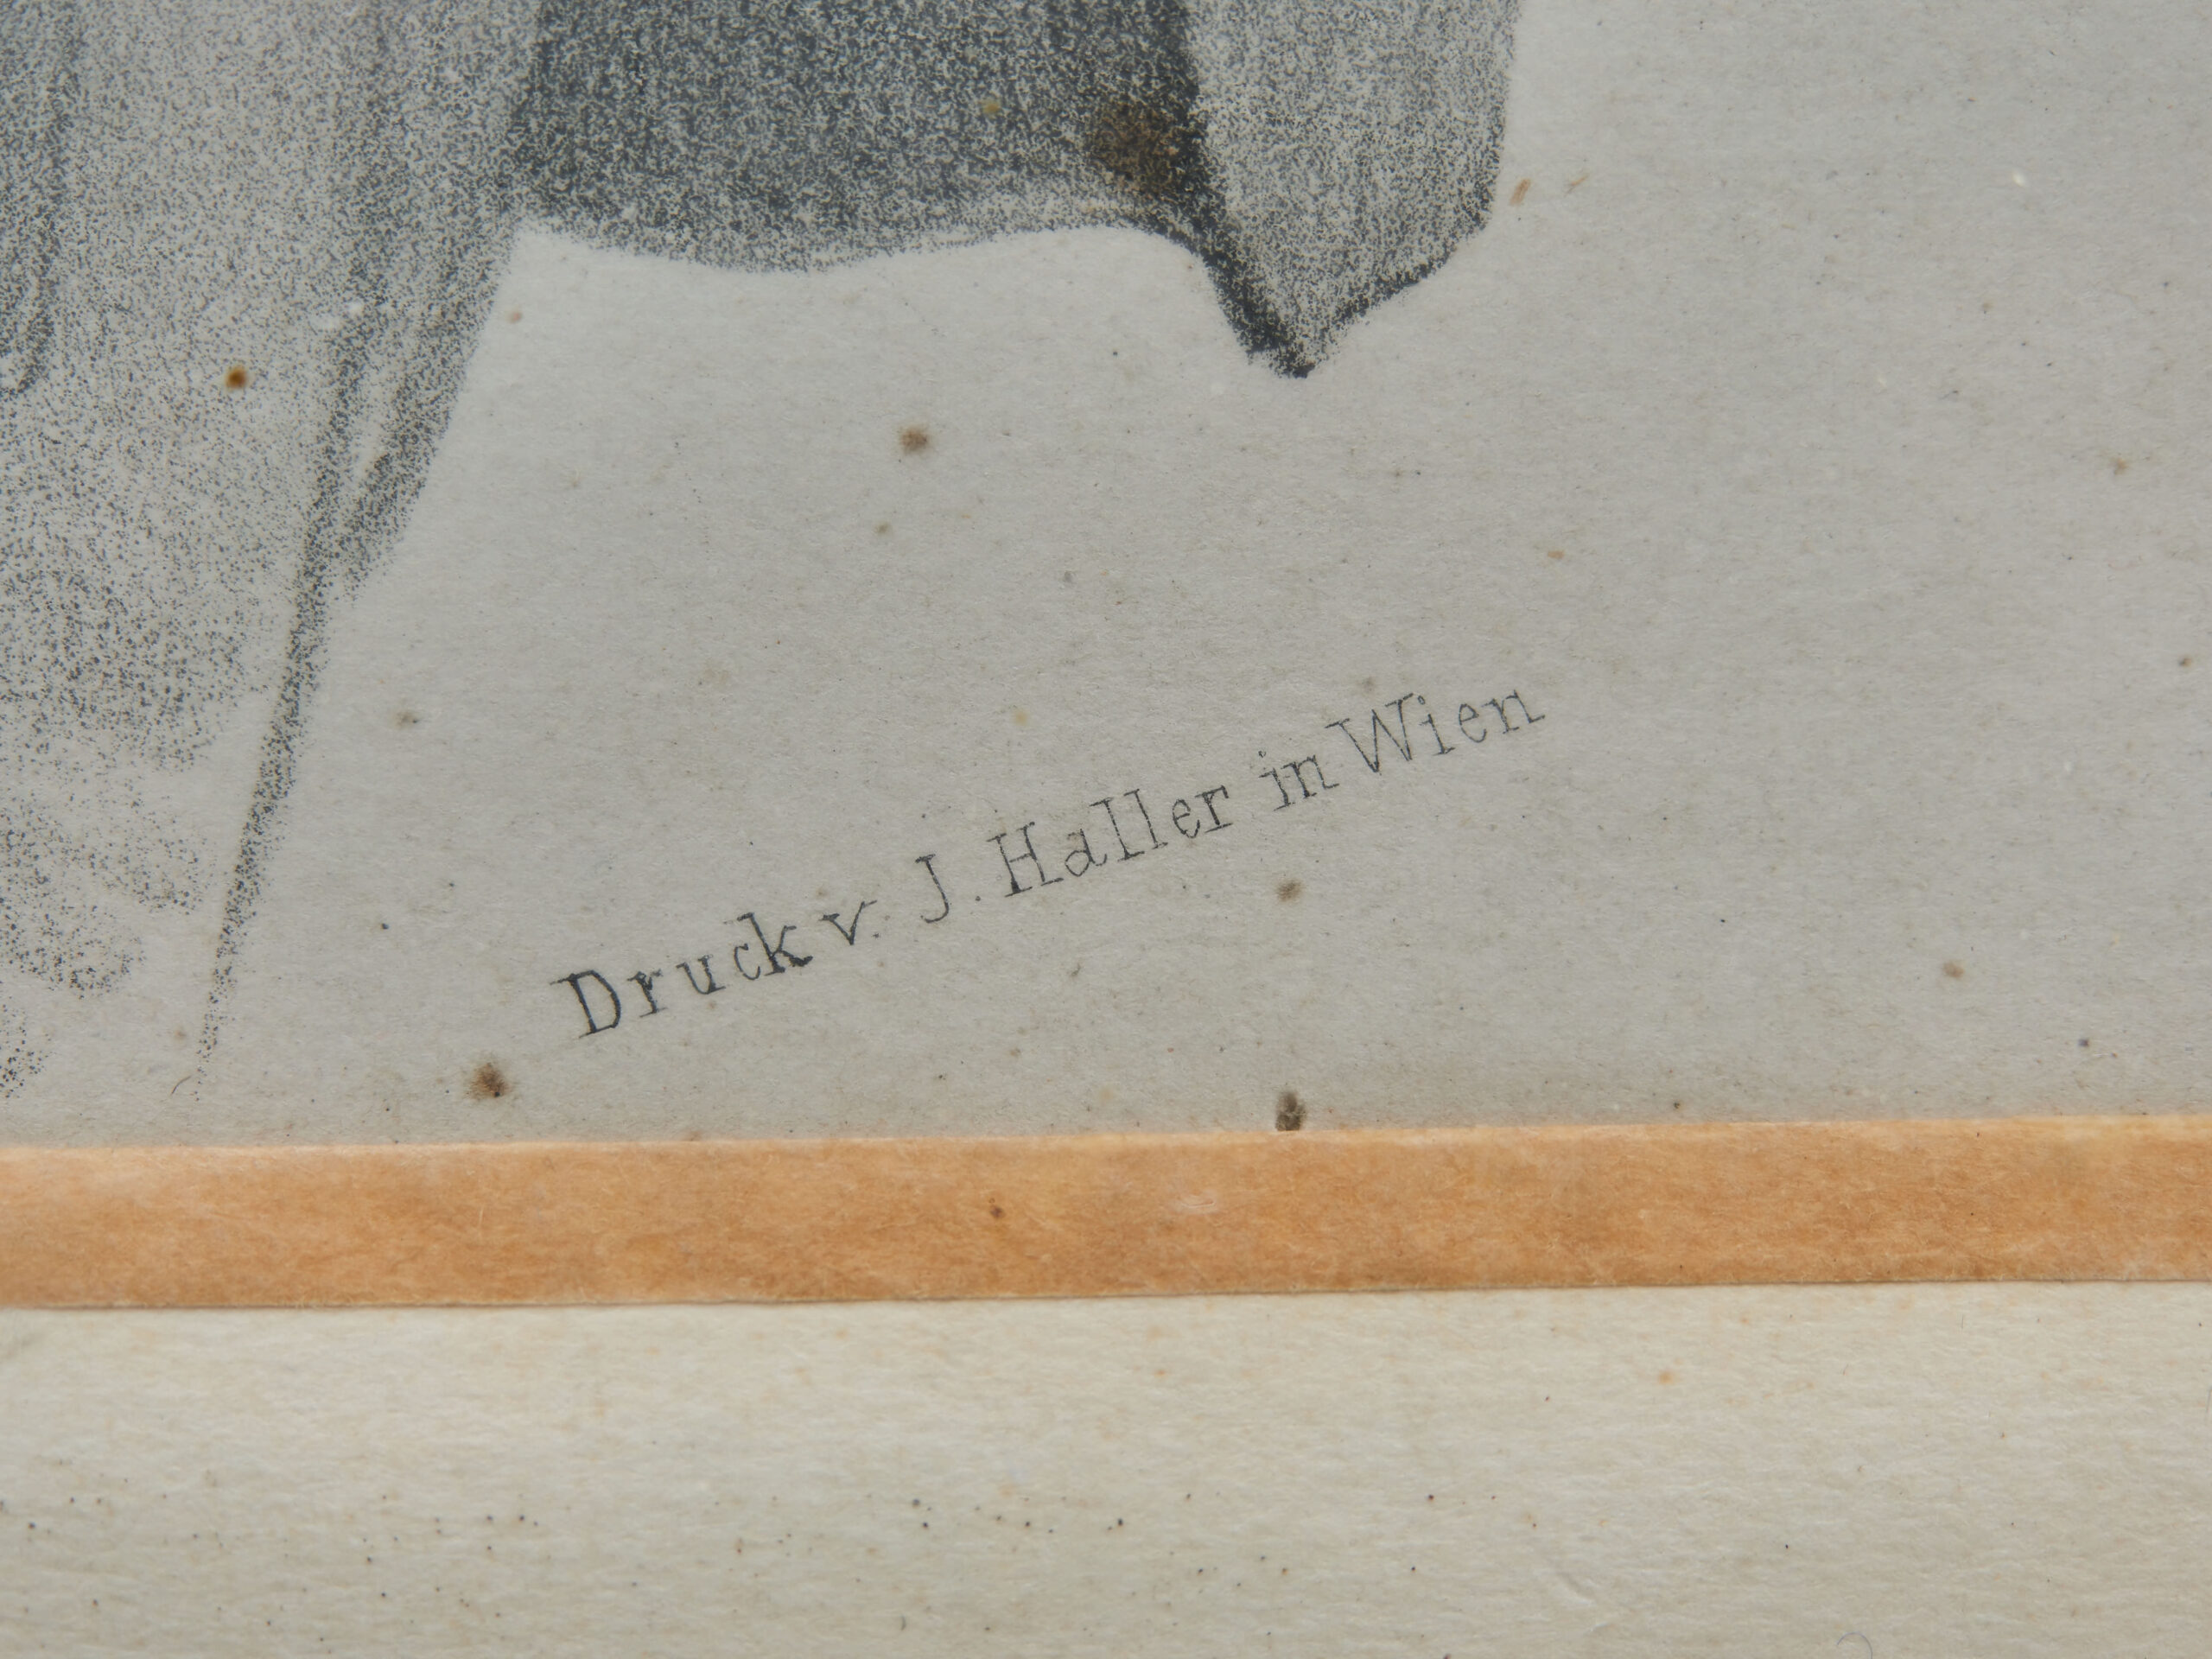 Druck v. J. Haller in Wien